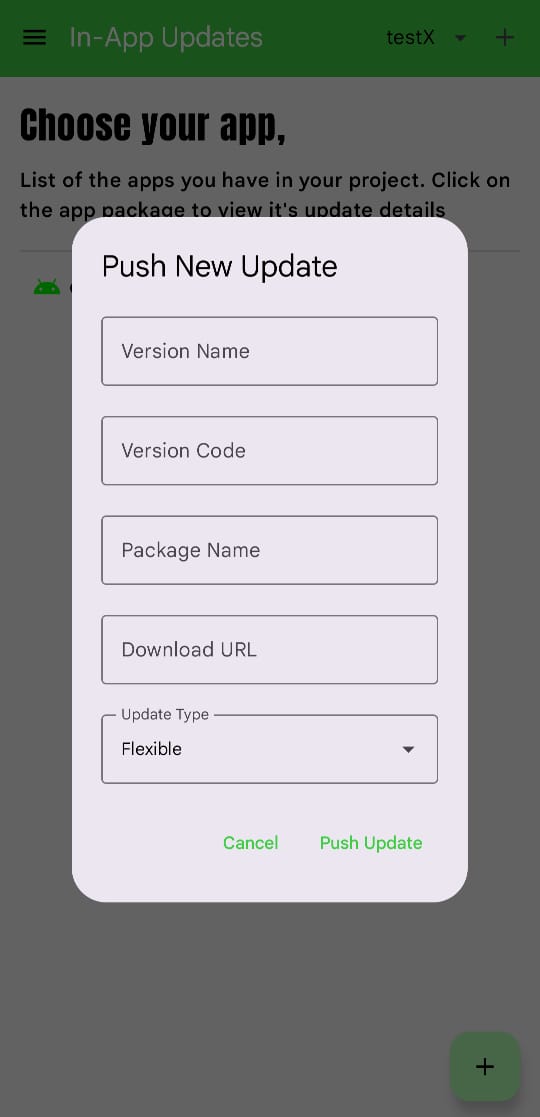 In-App Updates
testX
Choose your app,
List of the apps you have in your project. Click on
the app package to view it's update details
Push New Update
Version Name
Version Code
Package Name
Download URL
Update Type
Flexible
Cancel
Push Update